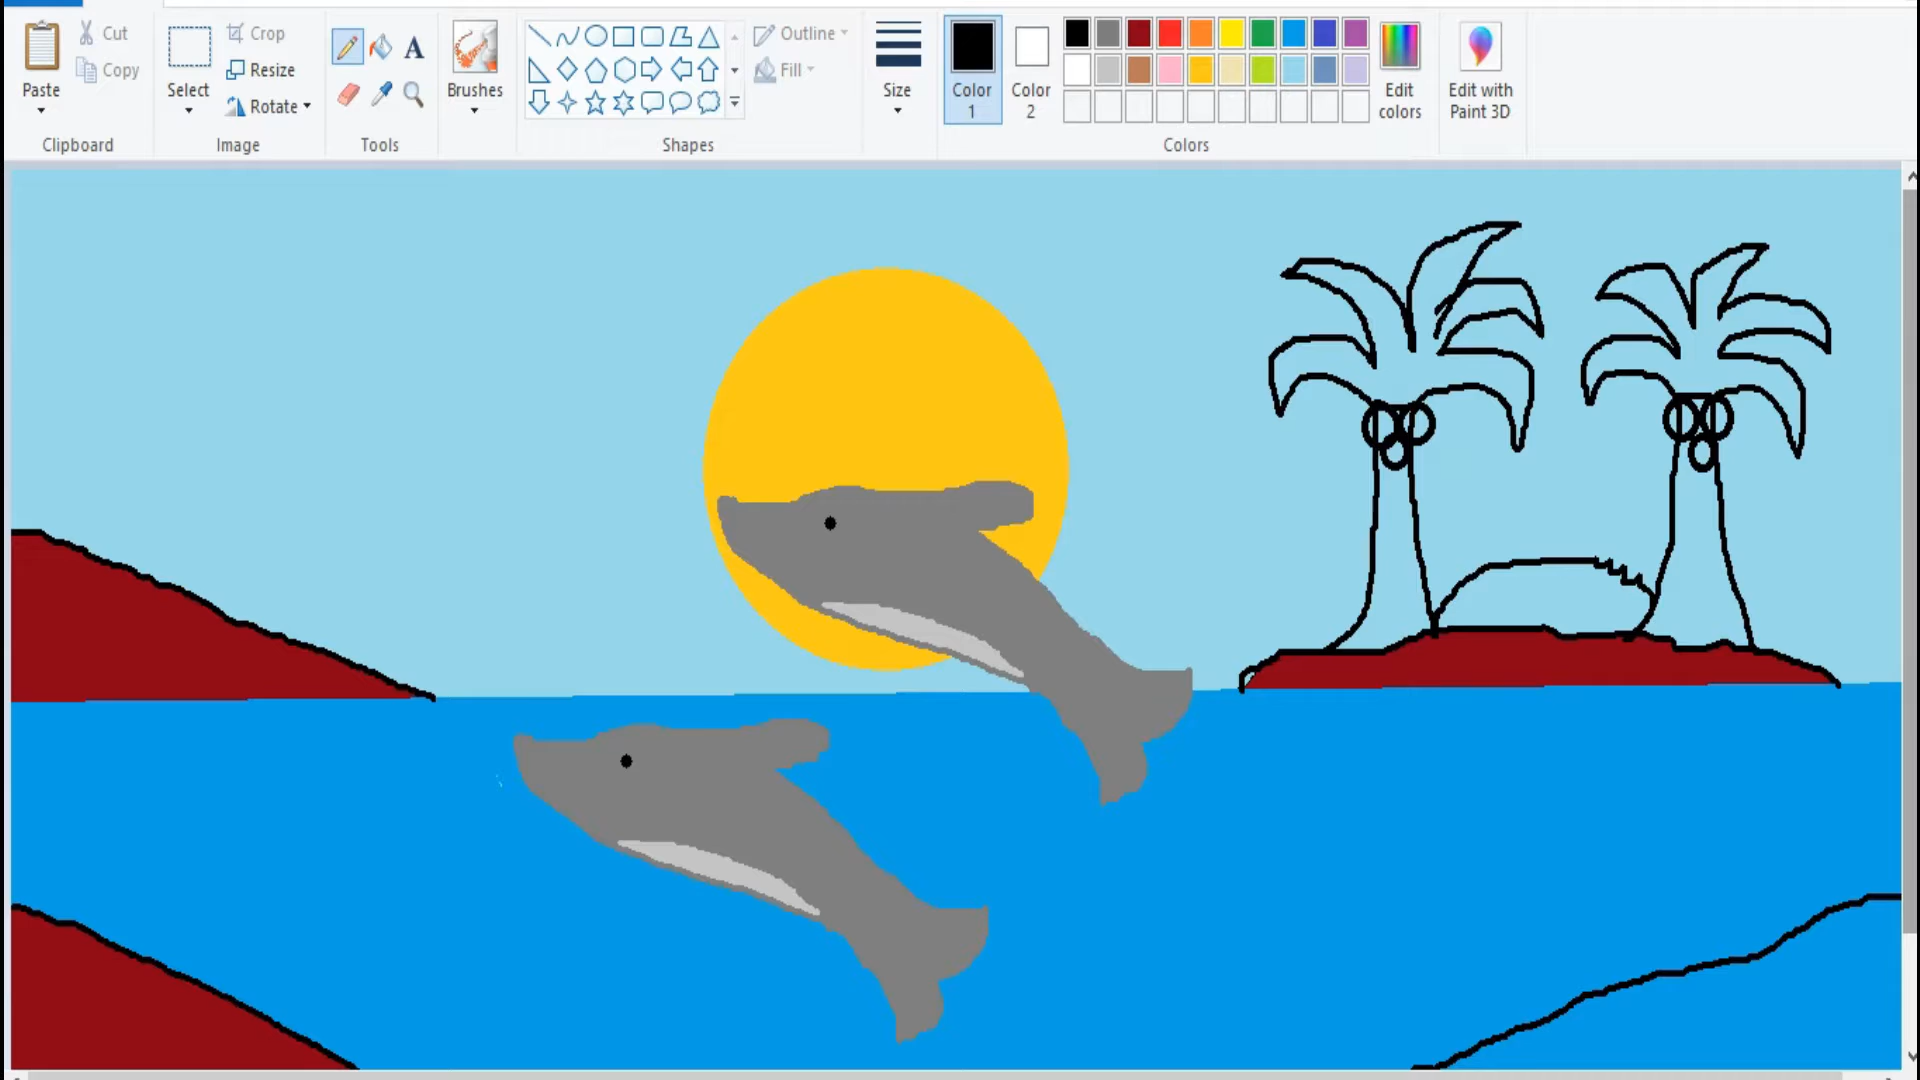 Paste
Cut
Copy
Clipboard
Select
Crop
Resize
Rotate
Image
A
Tools
Brushes
Shapes
Outline
Fill
Size
Color
1
Color
2
Colors
Edit
colors
Edit with
Paint 3D